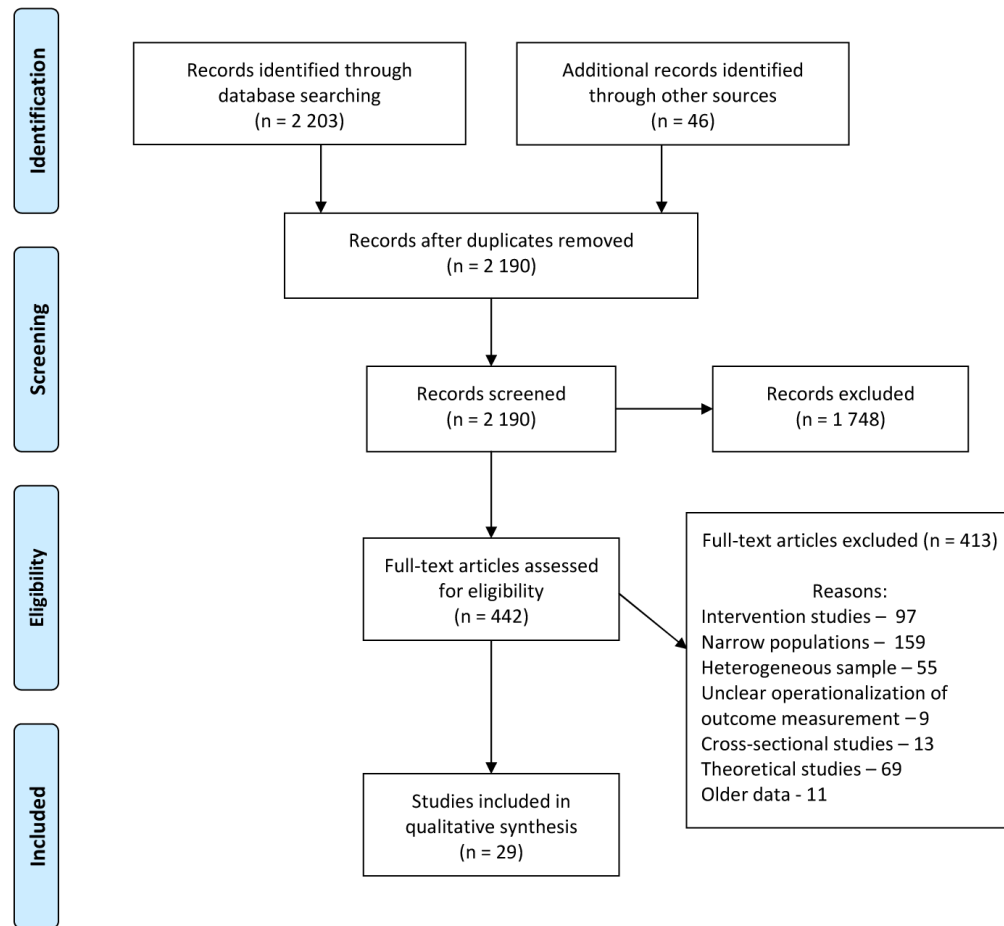 Identification
Records identified through
database searching
(n = 2 203)
Additional records identified
through other sources
(n = 46)
Records after duplicates removed
(n = 2 190)
Screening
Records screened
(n = 2 190)
Records excluded
(n = 1 748)
Eligibility
Full-text articles assessed
for eligibility
(n = 442)
Full-text articles excluded (n = 413)
Reasons:
Intervention studies – 97
Narrow populations – 159
Heterogeneous sample – 55
Unclear operationalization of
outcome measurement – 9
Cross-sectional studies – 13
Theoretical studies – 69
Older data - 11
Included
Studies included in
qualitative synthesis
(n = 29)